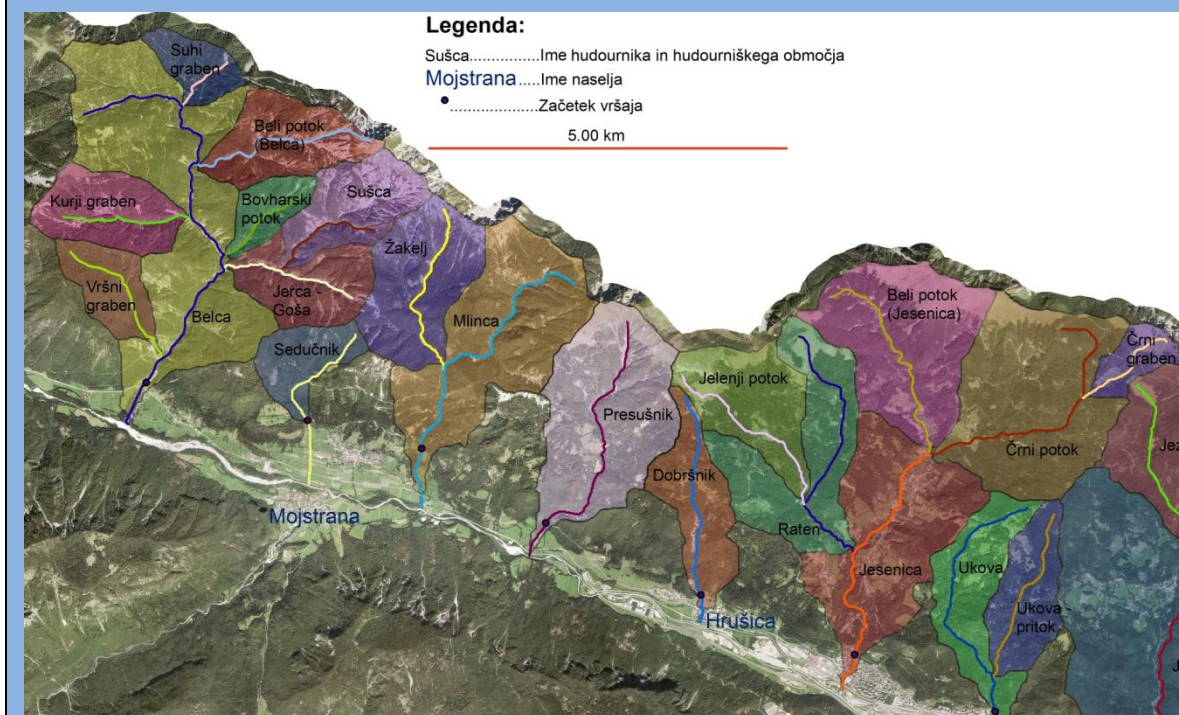 Legenda:
Sušca...............Ime hudournika in hudourniškega območja
Mojstrana.....Ime naselja
....................Začetek vršaja
5.00 km
Suhi
graben
Beli potok
(Belca)
Kurji graben
Bovharski
potok
Sušca
Žakelj
Vršni
graben
Belca
Jerca -
Goša
Mlinca
Sedučnik
Beli potok
(Jesenica)
Črni
graben
Jelenji potok
Presušnik
Dobršnik
Črni potok
Mojstrana
Raten
Jesenica
Ukova
Ukova -
pritok
Hrušica